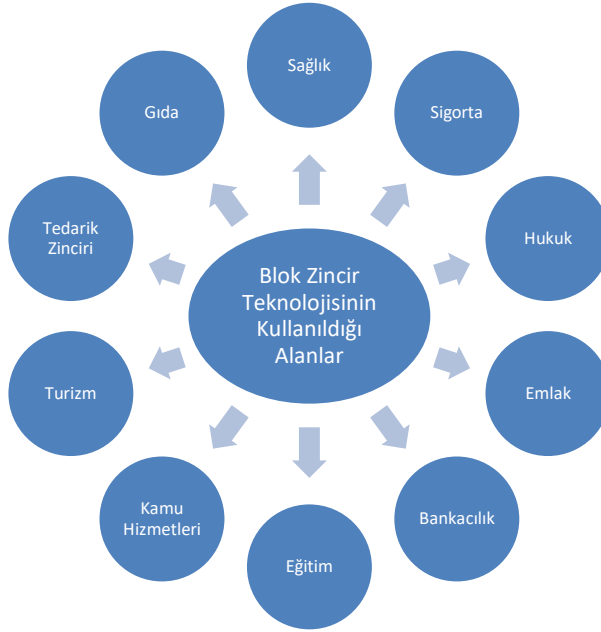 Sağlık
Sigorta
Hukuk
Emlak
Bankacılık
Eğitim
Kamu
Hizmetleri
Turizm
Tedarik
Zinciri
Gıda
Blok Zincir
Teknolojisinin
Kullanıldığı
Alanlar